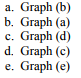 a. Graph (b)
b. Graph (a)
c. Graph (d)
d. Graph (c)
e. Graph (e)